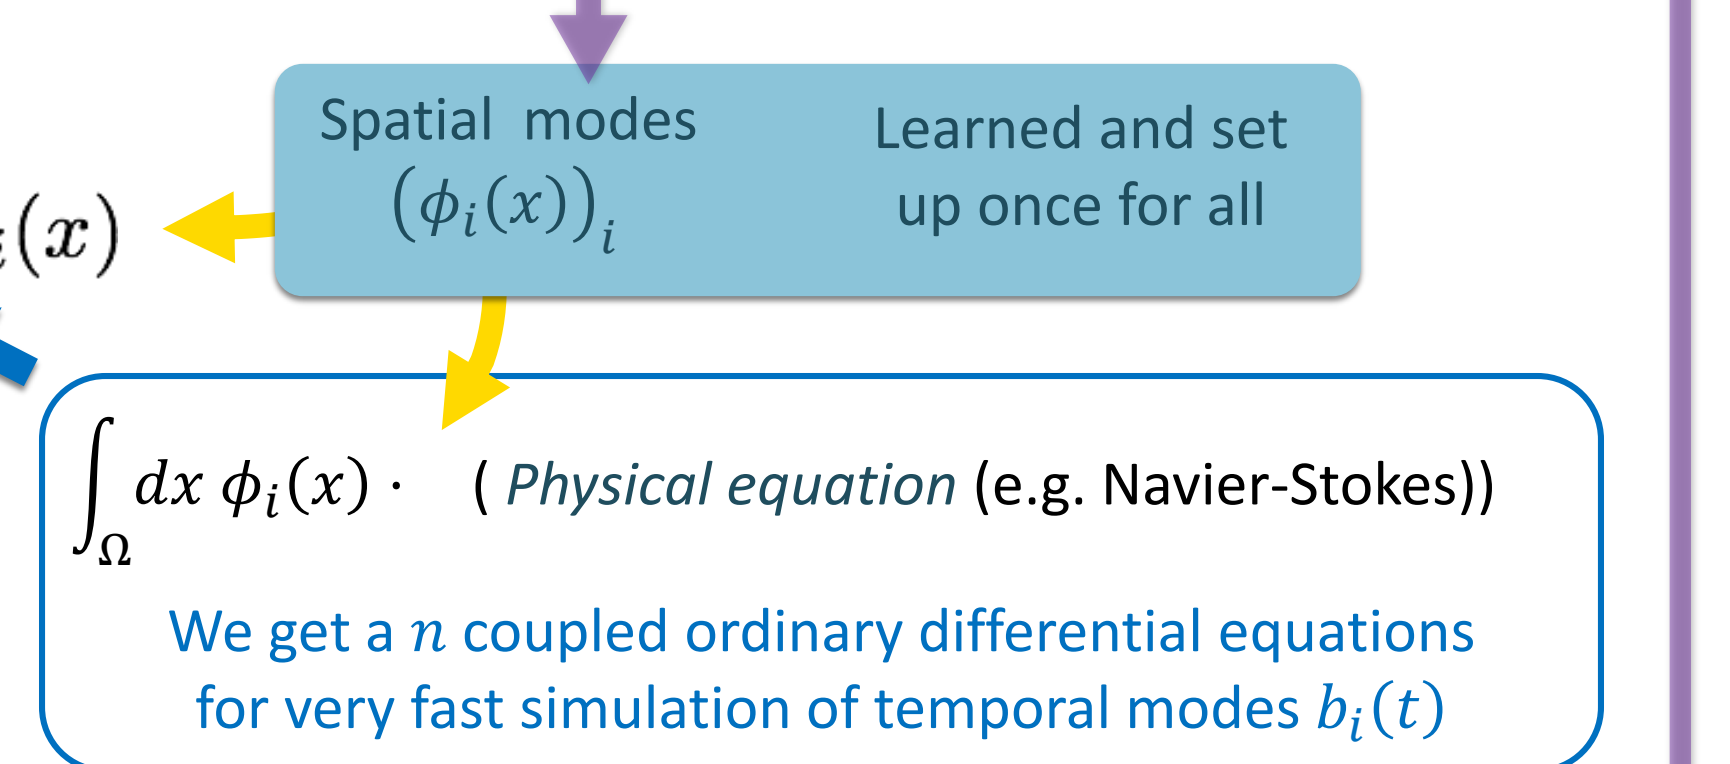 Spatial modes
(ϕᵢ(x))ᵢ
Learned and set
up once for all
ᵢ(x)
∫_Ω dx ϕᵢ(x) · ( Physical equation (e.g. Navier-Stokes))
We get a n coupled ordinary differential equations
for very fast simulation of temporal modes bᵢ(t)